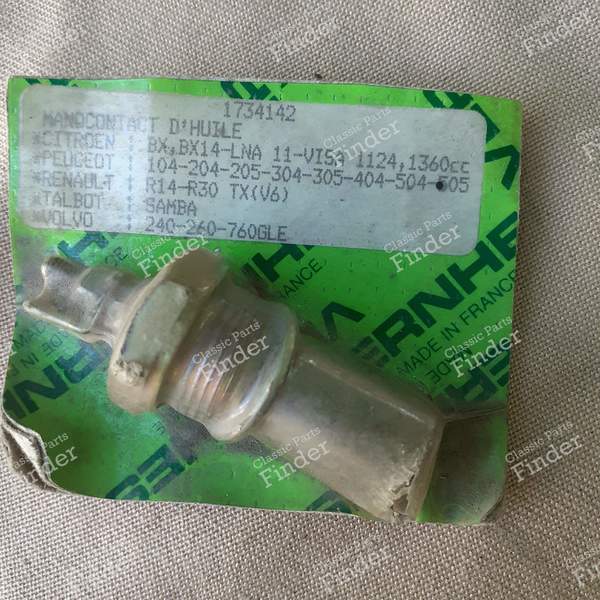 1734142
MANOCONTACT D'HUILE
*CITROEN : BX,BX14-LNA 11-VISA 1124,1360cc
*PEUGEOT : 104-204-205-304-305-404-504-505
*RENAULT : R14-R30 TX(V6)
*TALBOT : SAMBA
*VOLVO : 240-260-760GLE
VERNHE
MADE IN FRANCE
Classic Parts
Finder